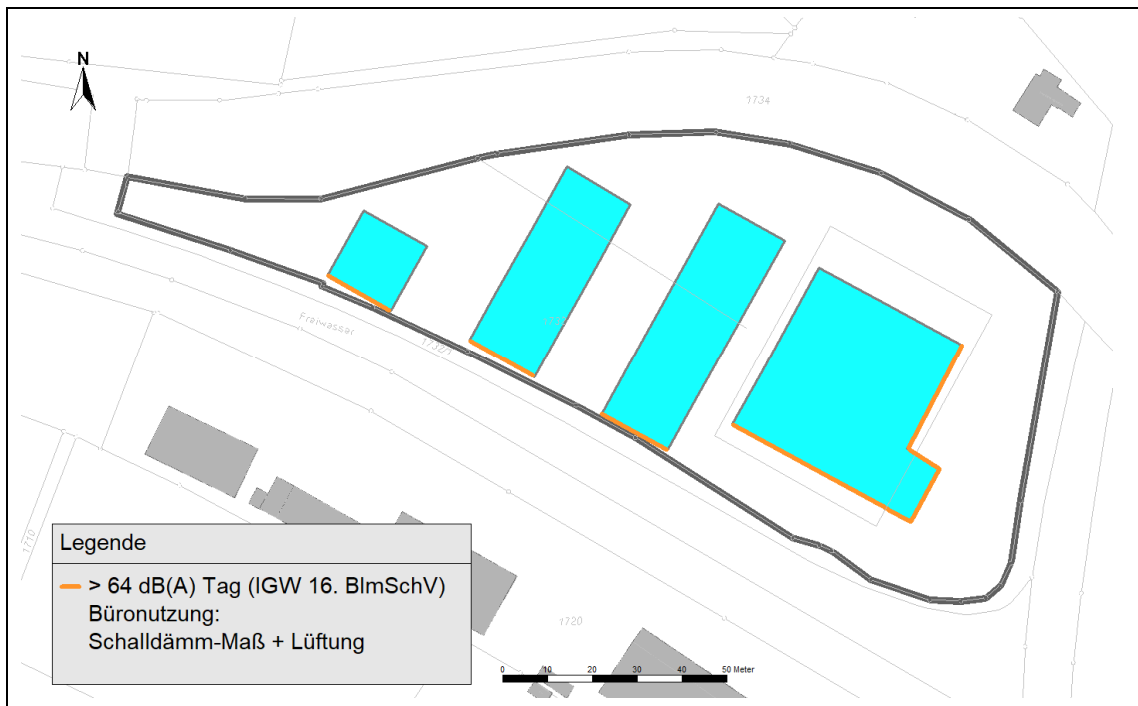 N
1734
Freiwasser
1732/1
1710
Legende
> 64 dB(A) Tag (IGW 16. BImSchV)
Büronutzung:
Schalldämm-Maß + Lüftung
1720
0 10 20 30 40 50 Meter